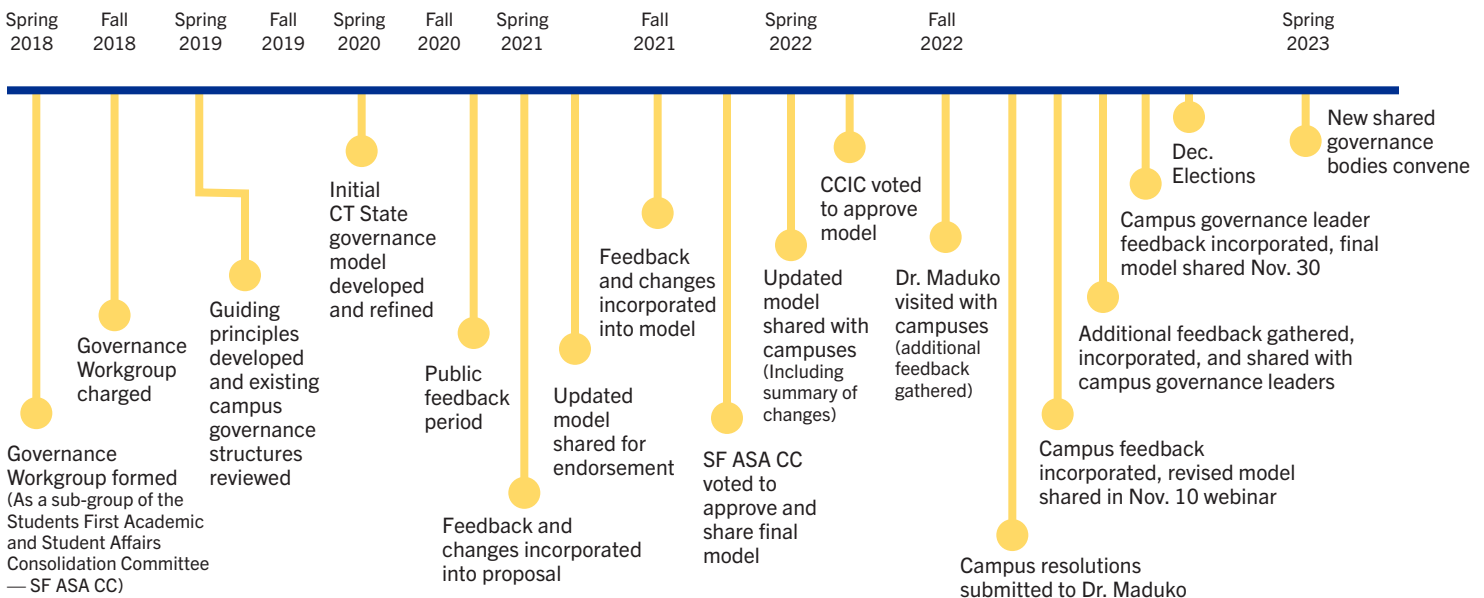 Spring
2018
Fall
2018
Spring
2019
Fall
2019
Spring
2020
Fall
2020
Spring
2021
Fall
2021
Spring
2022
Fall
2022
Spring
2023
Governance
Workgroup formed
(As a sub-group of the
Students First Academic
and Student Affairs
Consolidation Committee
— SF ASA CC)
Governance
Workgroup
charged
Guiding
principles
developed
and existing
campus
governance
structures
reviewed
Initial
CT State
governance
model
developed
and refined
Public
feedback
period
Feedback and
changes incorporated
into proposal
Updated
model
shared for
endorsement
Feedback
and changes
incorporated
into model
SF ASA CC
voted to
approve and
share final
model
Updated
model
shared with
campuses
(Including
summary of
changes)
CCIC voted
to approve
model
Dr. Maduko
visited with
campuses
(additional
feedback
gathered)
Campus resolutions
submitted to Dr. Maduko
Campus feedback
incorporated, revised model
shared in Nov. 10 webinar
Additional feedback gathered,
incorporated, and shared with
campus governance leaders
Campus governance leader
feedback incorporated, final
model shared Nov. 30
Dec.
Elections
New shared
governance
bodies convene